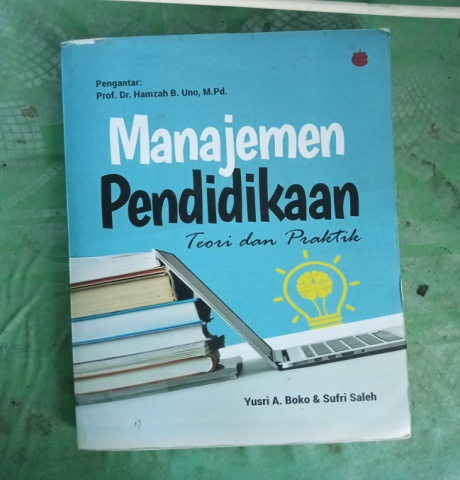 Pengantar:
Prof. Dr. Hamzah B. Uno, M.Pd.
Manajemen
Pendidikaan
Teori dan Praktik
Yusri A. Boko & Sufri Saleh